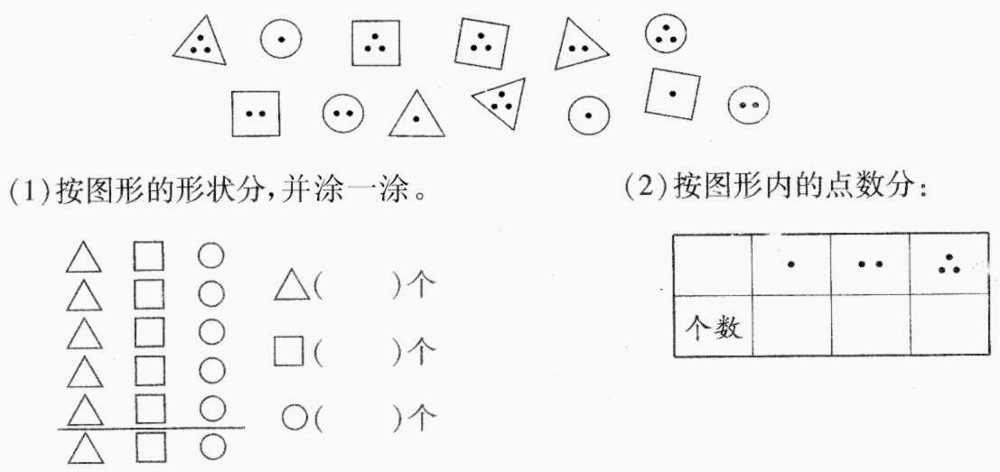 (1)按图形的形状分,并涂一涂。
(2)按图形内的点数分:
△( )个
□( )个
○( )个
个数